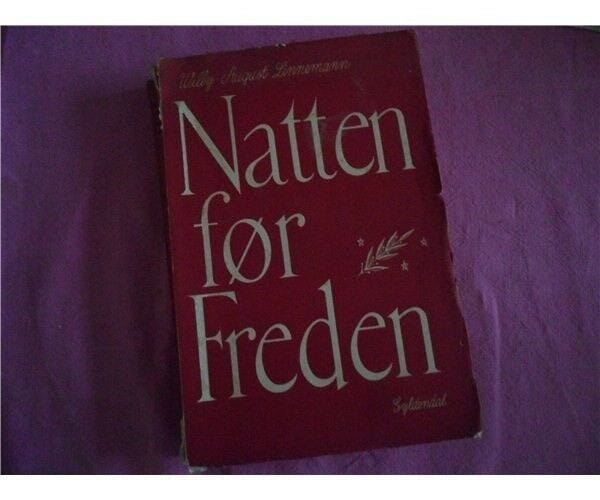 Willy August Linnemann
Natten
før
Freden
Gyldendal